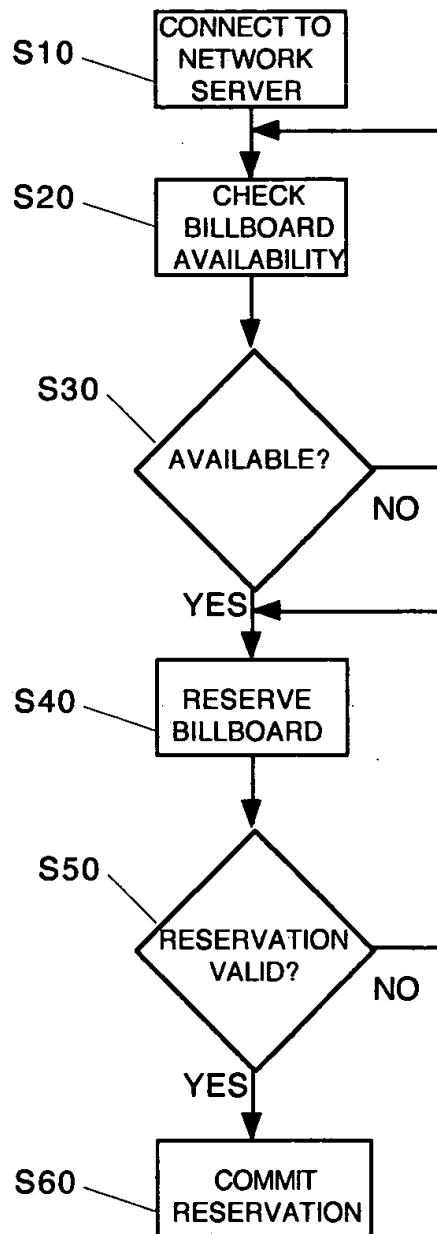 S10
CONNECT TO
NETWORK
SERVER
S20
CHECK
BILLBOARD
AVAILABILITY
S30
AVAILABLE?
NO
YES
S40
RESERVE
BILLBOARD
S50
RESERVATION
VALID?
NO
YES
S60
COMMIT
RESERVATION